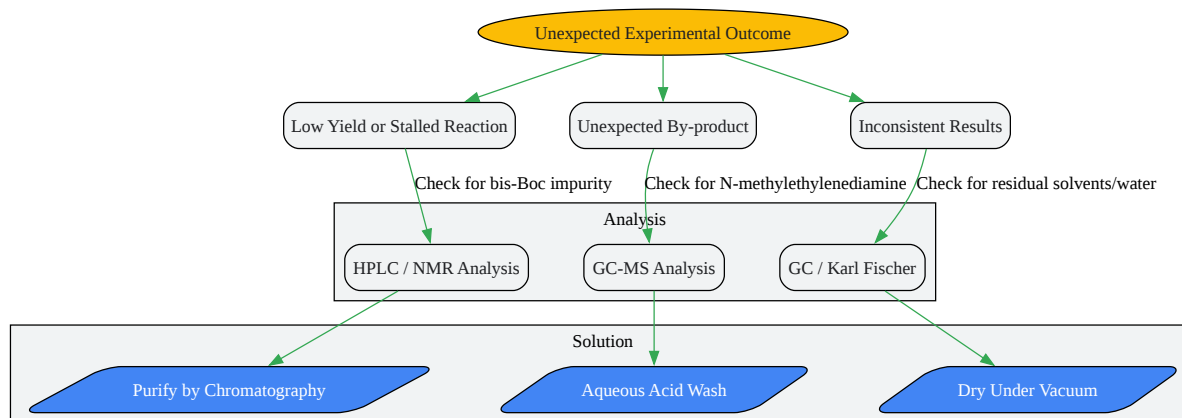 Unexpected Experimental Outcome
Low Yield or Stalled Reaction
Unexpected By-product
Inconsistent Results
Check for bis-Boc impurity
Check for N-methylethylenediamine
Check for residual solvents/water
Analysis
HPLC / NMR Analysis
GC-MS Analysis
GC / Karl Fischer
Solution
Purify by Chromatography
Aqueous Acid Wash
Dry Under Vacuum